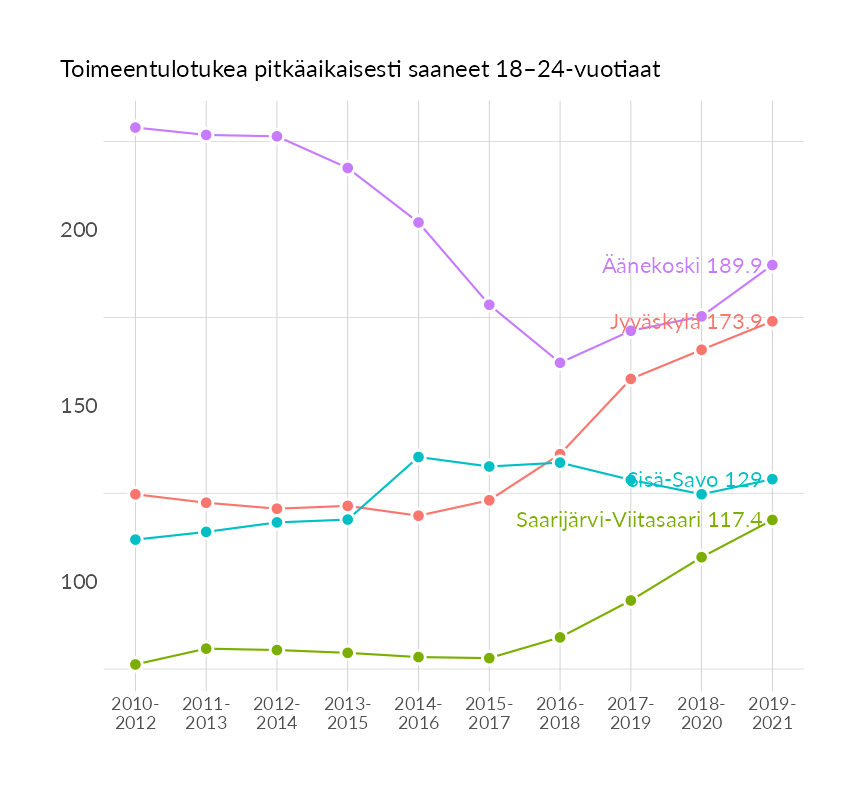 Toimeentulotukea pitkäaikaisesti saaneet 18–24-vuotiaat
200
150
100
Äänekoski 189.9
Jyväskylä 173.9
Sisä-Savo 129
Saarijärvi-Viitasaari 117.4
2010- 2011- 2012- 2013- 2014- 2015- 2016- 2017- 2018- 2019-
2012 2013 2014 2015 2016 2017 2018 2019 2020 2021